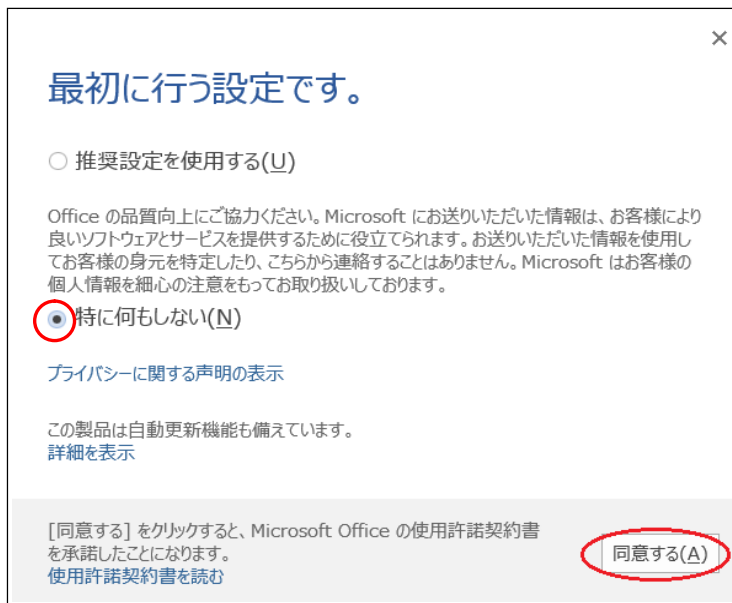 最初に行う設定です。
推奨設定を使用する(U)
Office の品質向上にご協力ください。Microsoft にお送りいただいた情報は、お客様により
良いソフトウェアとサービスを提供するために役立てられます。お送りいただいた情報を使用し
てお客様の身元を特定したり、こちらから連絡することはありません。Microsoft はお客様の
個人情報を細心の注意をもってお取り扱いしております。
特に何もしない(N)
プライバシーに関する声明の表示
この製品は自動更新機能も備えています。
詳細を表示
[同意する] をクリックすると、Microsoft Office の使用許諾契約書
を承諾したことになります。
使用許諾契約書を読む
同意する(A)